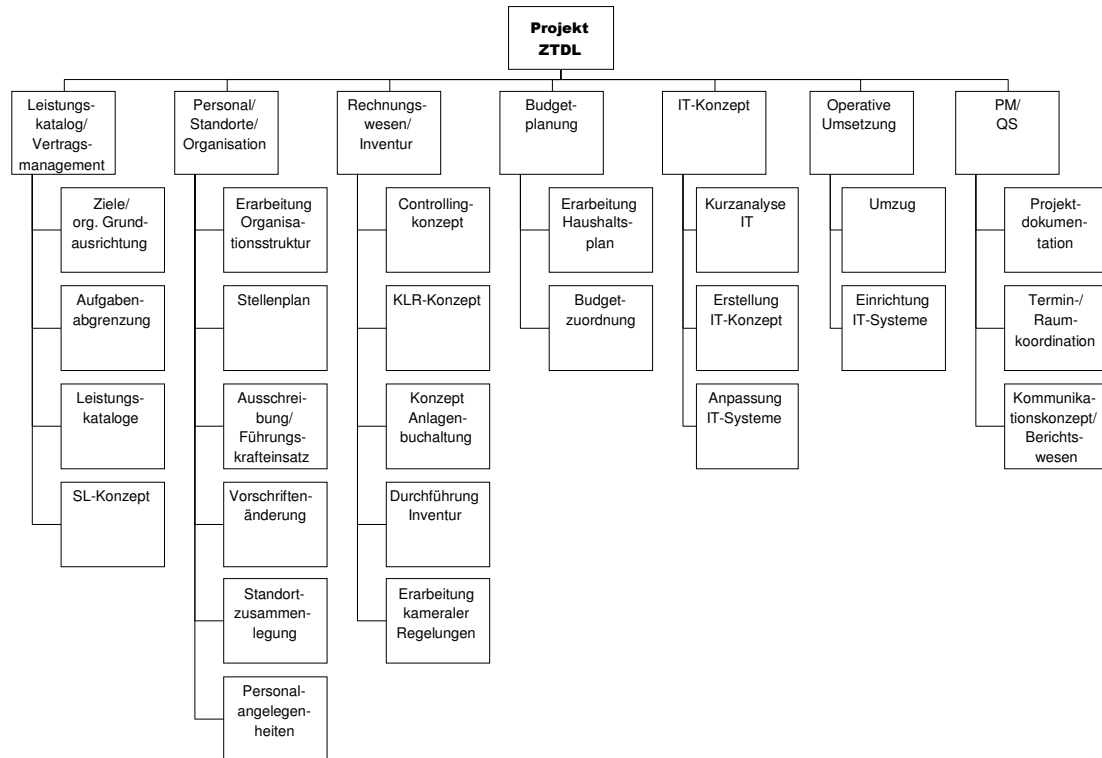 Projekt
ZTDL
Leistungs-
katalog/
Vertrags-
management
Personal/
Standorte/
Organisation
Rechnungs-
wesen/
Inventur
Budget-
planung
IT-Konzept
Operative
Umsetzung
PM/
QS
Ziele/
org. Grund-
ausrichtung
Aufgaben-
abgrenzung
Leistungs-
kataloge
SL-Konzept
Erarbeitung
Organisa-
tionsstruktur
Stellenplan
Ausschrei-
bung/
Führungs-
krafteinsatz
Vorschriften-
änderung
Standort-
zusammen-
legung
Personal-
angelegen-
heiten
Controlling-
konzept
KLR-Konzept
Konzept
Anlagen-
buchaltung
Durchführung
Inventur
Erarbeitung
kameraler
Regelungen
Erarbeitung
Haushalts-
plan
Budget-
zuordnung
Kurzanalyse
IT
Erstellung
IT-Konzept
Anpassung
IT-Systeme
Umzug
Einrichtung
IT-Systeme
Projekt-
dokumen-
tation
Termin-/
Raum-
koordination
Kommunika-
tionskonzept/
Berichts-
wesen